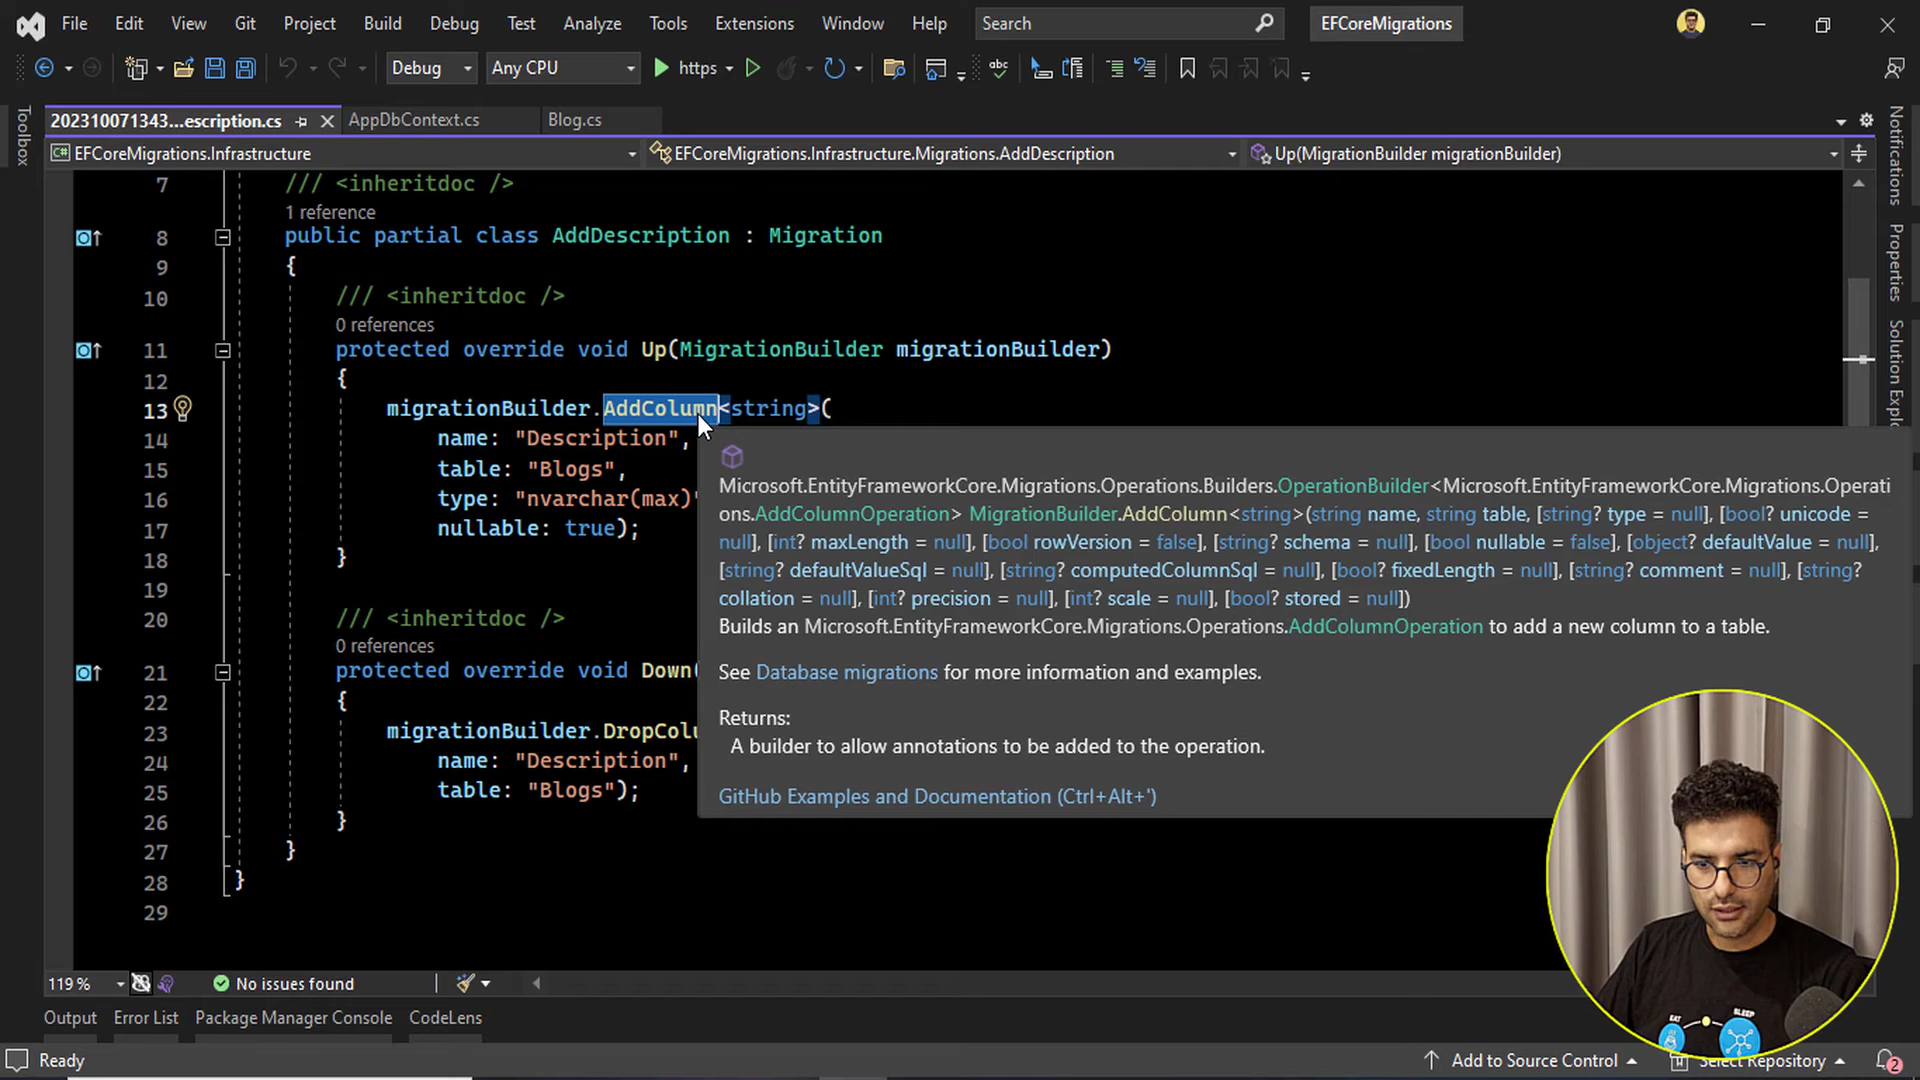 File Edit View Git Project Build Debug Test Analyze Tools Extensions Window Help Search EFCoreMigrations
Debug Any CPU https
202310071343...escription.cs AppDbContext.cs Blog.cs
EFCoreMigrations.Infrastructure EFCoreMigrations.Infrastructure.Migrations.AddDescription Up(MigrationBuilder migrationBuilder)
Toolbox
Notifications
Properties
Solution Explo
7 /// <inheritdoc />
1 reference
8 public partial class AddDescription : Migration
9 {
10 /// <inheritdoc />
0 references
11 protected override void Up(MigrationBuilder migrationBuilder)
12 {
13 migrationBuilder.AddColumn<string>(
14 name: "Description",
15 table: "Blogs",
16 type: "nvarchar(max)"
17 nullable: true);
18 }
19
20 /// <inheritdoc />
0 references
21 protected override void Down(
22 {
23 migrationBuilder.DropColu
24 name: "Description",
25 table: "Blogs");
26 }
27 }
28 }
29
Microsoft.EntityFrameworkCore.Migrations.Operations.Builders.OperationBuilder<Microsoft.EntityFrameworkCore.Migrations.Operati
ons.AddColumnOperation> MigrationBuilder.AddColumn<string>(string name, string table, [string? type = null], [bool? unicode =
null], [int? maxLength = null], [bool rowVersion = false], [string? schema = null], [bool nullable = false], [object? defaultValue = null],
[string? defaultValueSql = null], [string? computedColumnSql = null], [bool? fixedLength = null], [string? comment = null], [string?
collation = null], [int? precision = null], [int? scale = null], [bool? stored = null])
Builds an Microsoft.EntityFrameworkCore.Migrations.Operations.AddColumnOperation to add a new column to a table.
See Database migrations for more information and examples.
Returns:
A builder to allow annotations to be added to the operation.
GitHub Examples and Documentation (Ctrl+Alt+')
EAT SLEEP
119 % No issues found
Output Error List Package Manager Console CodeLens
Ready Add to Source Control Select Repository 2